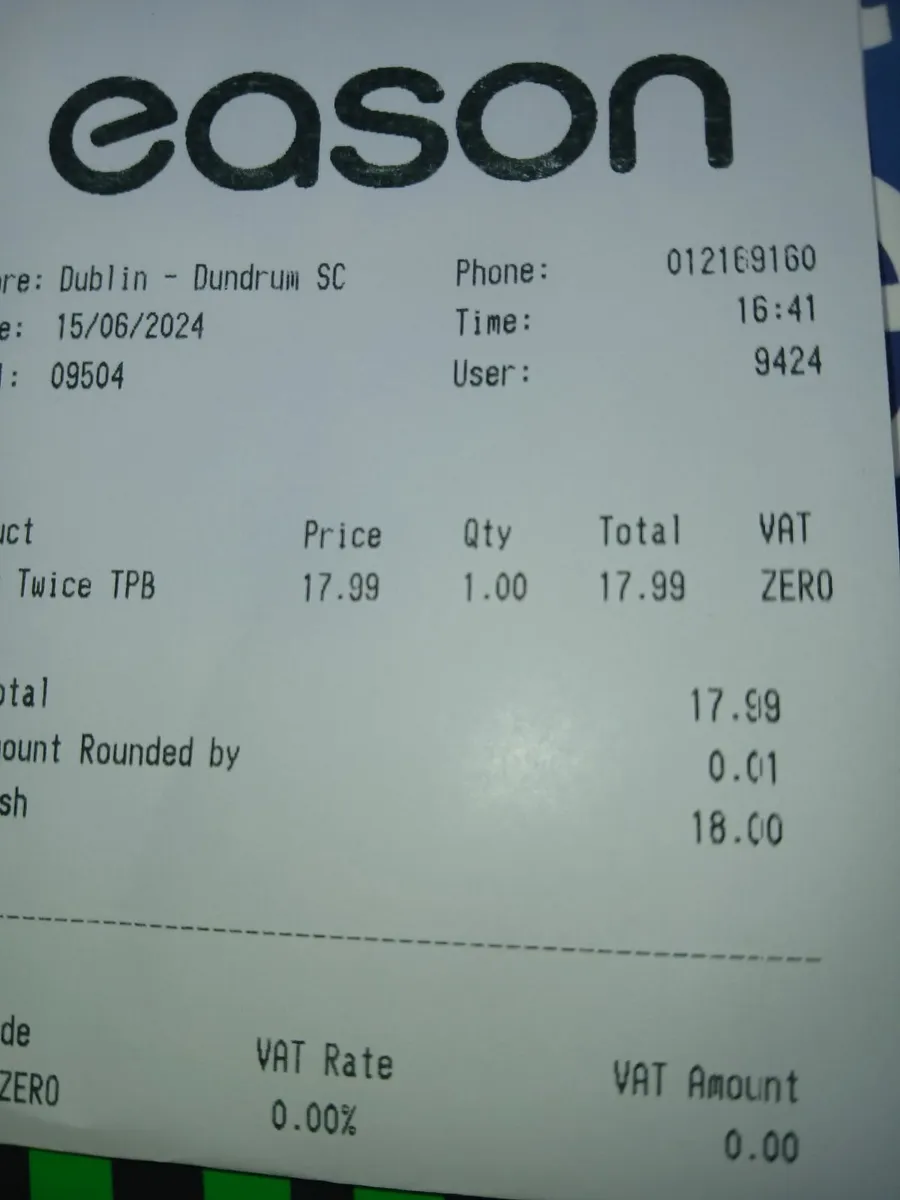 eason
re: Dublin - Dundrum SC Phone: 012169160
e: 15/06/2024 Time: 16:41
: 09504 User: 9424
uct Price Qty Total VAT
Twice TPB 17.99 1.00 17.99 ZERO
otal 17.99
ount Rounded by 0.01
sh 18.00
de VAT Rate VAT Amount
ZERO 0.00% 0.00